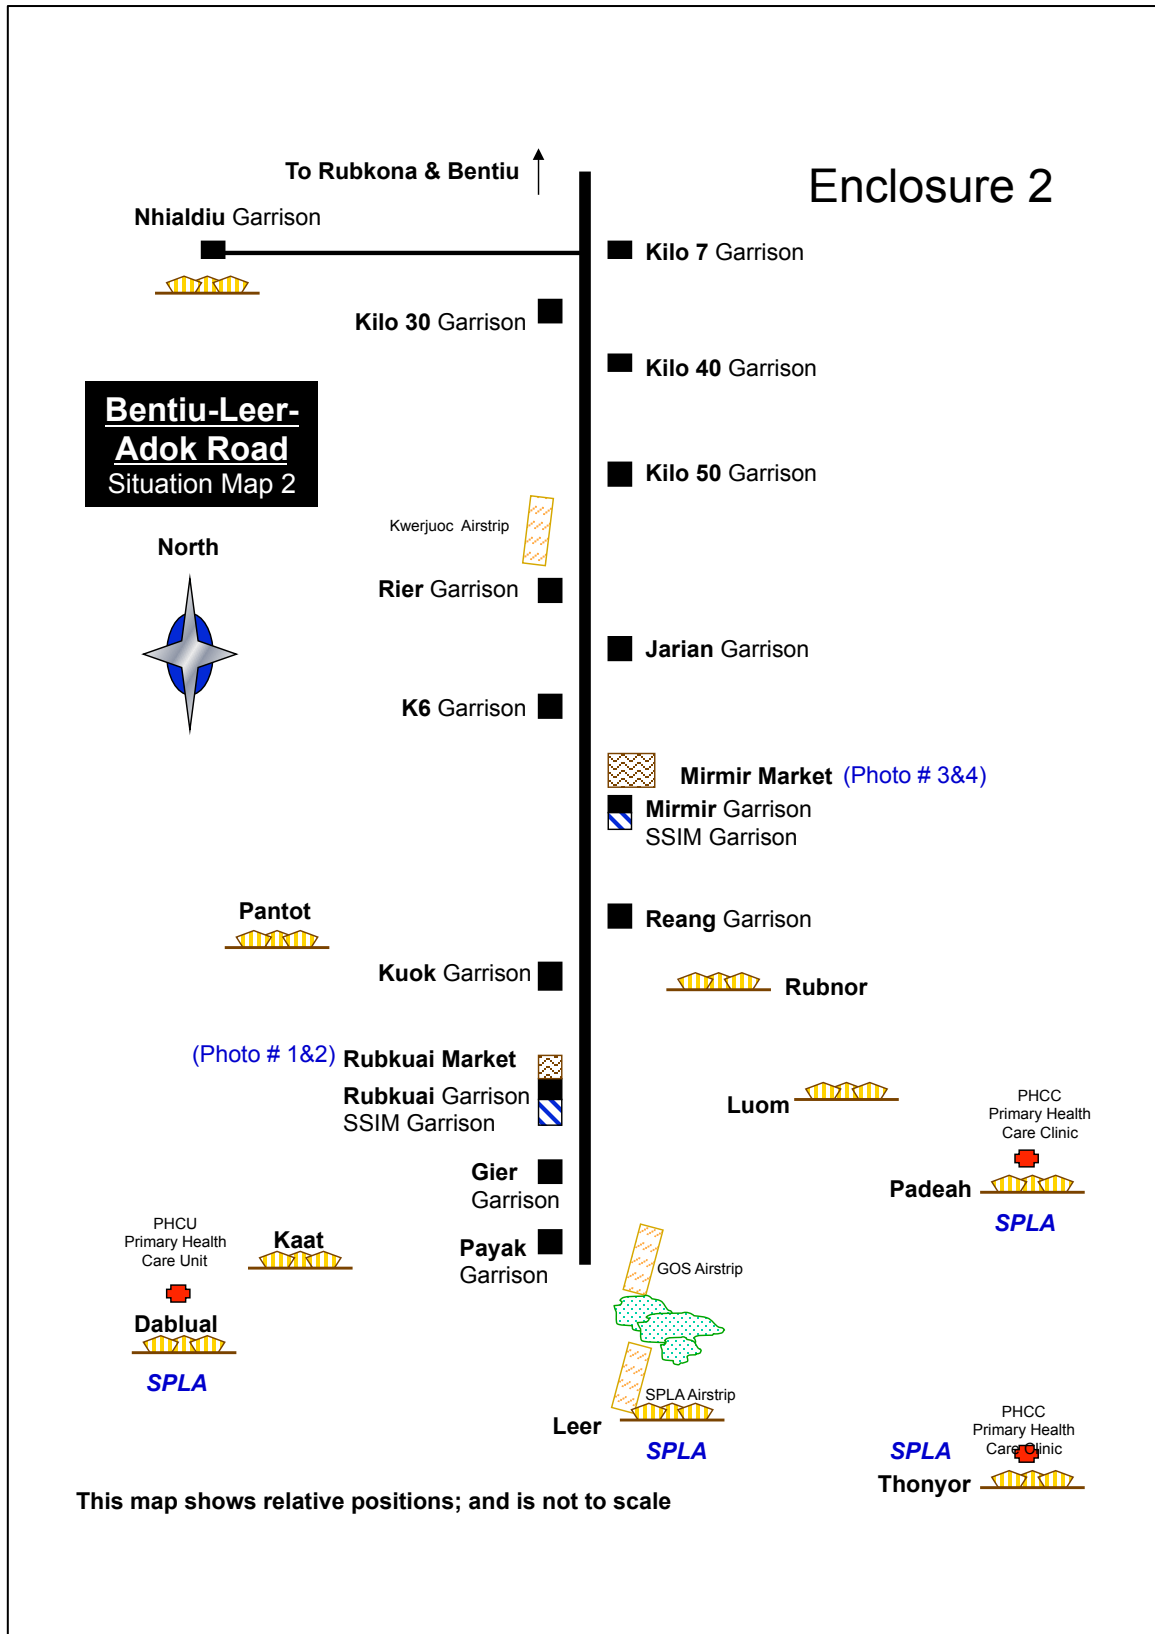 To Rubkona & Bentiu
Enclosure 2
Nhialdiu Garrison
Kilo 7 Garrison
Kilo 30 Garrison
Kilo 40 Garrison
Bentiu-Leer-
Adok Road
Situation Map 2
Kilo 50 Garrison
Kwerjuoc Airstrip
North
Rier Garrison
Jarian Garrison
K6 Garrison
Mirmir Market (Photo # 3&4)
Mirmir Garrison
SSIM Garrison
Pantot
Reang Garrison
Kuok Garrison
Rubnor
(Photo # 1&2) Rubkuai Market
Rubkuai Garrison
SSIM Garrison
Luom
PHCC
Primary Health
Care Clinic
Padeah
SPLA
Gier
Garrison
PHCU
Primary Health
Care Unit
Kaat
Payak
Garrison
GOS Airstrip
Dablual
SPLA
SPLA Airstrip
Leer
SPLA
PHCC
Primary Health
Care Clinic
SPLA
Thonyor
This map shows relative positions; and is not to scale